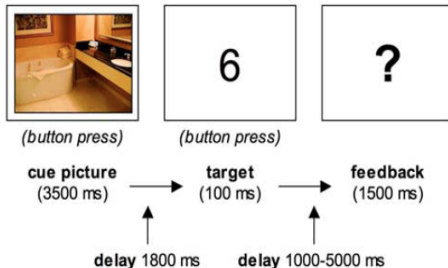 6
?
(button press)
(button press)
cue picture
(3500 ms)
target
(100 ms)
feedback
(1500 ms)
delay 1800 ms
delay 1000-5000 ms